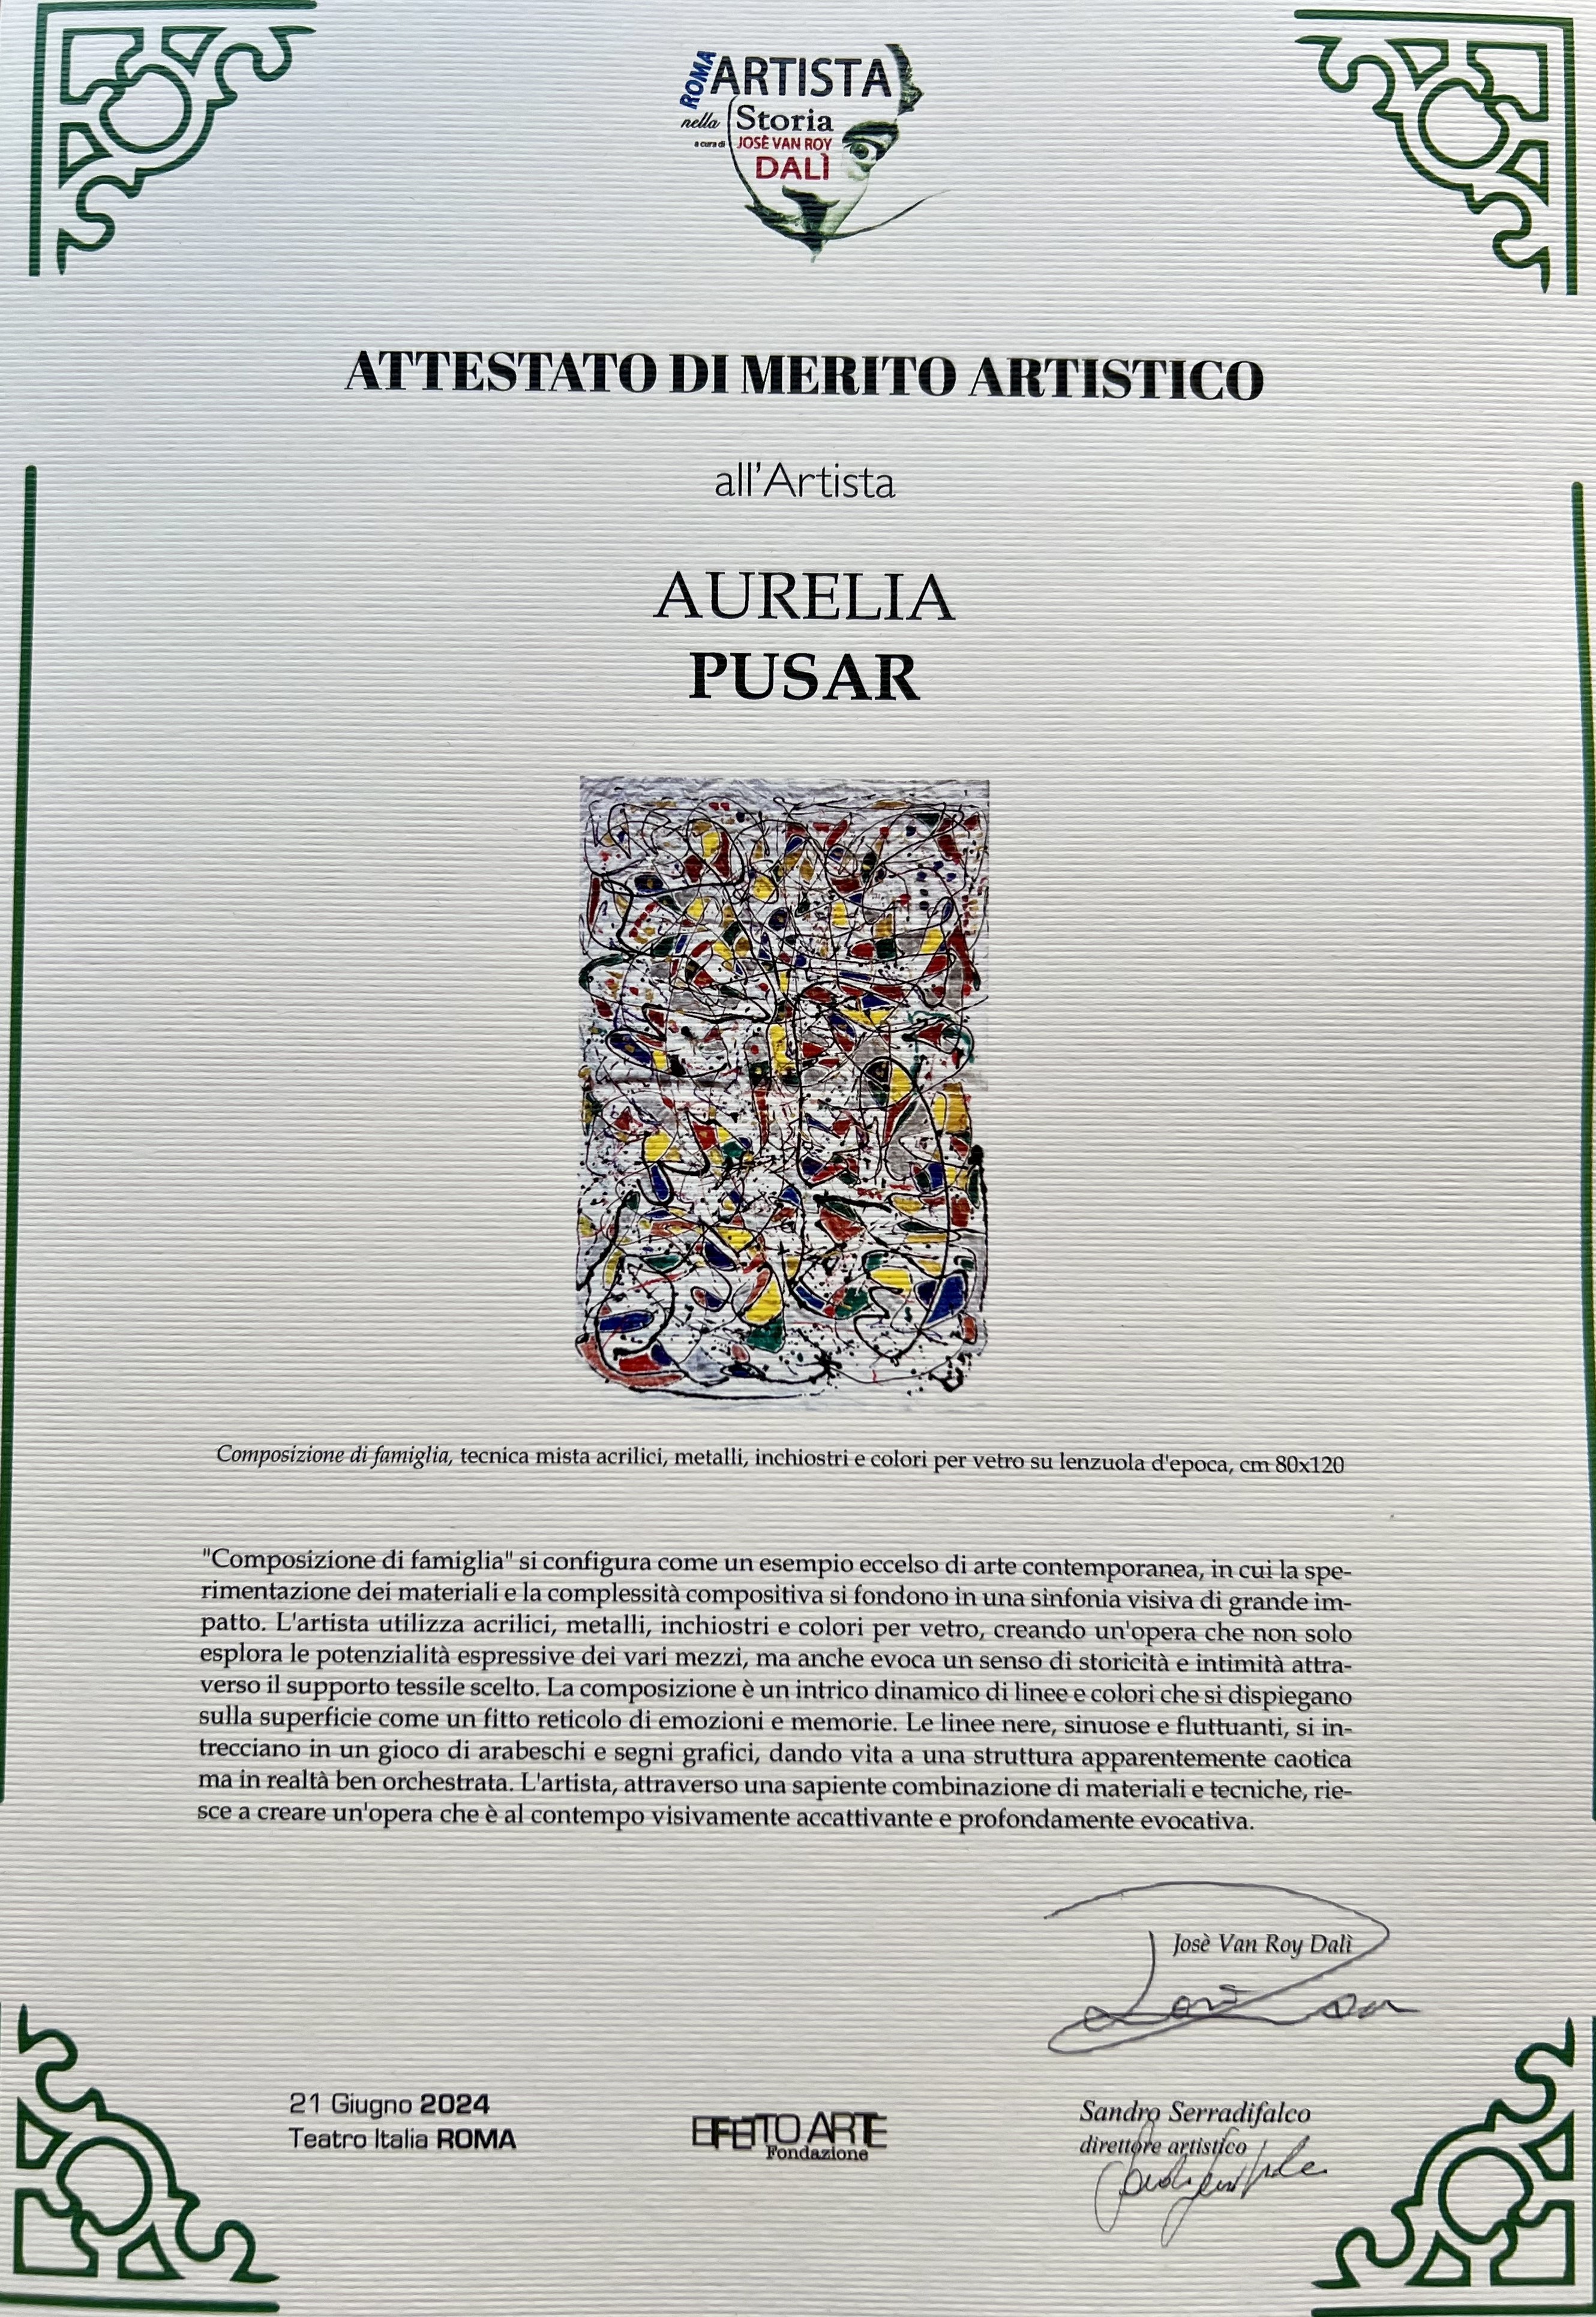 ROMA
ARTISTA
nella Storia
a cura di JOSÈ VAN ROY
DALÌ
ATTESTATO DI MERITO ARTISTICO
all'Artista
AURELIA
PUSAR
Composizione di famiglia, tecnica mista acrilici, metalli, inchiostri e colori per vetro su lenzuola d'epoca, cm 80x120
"Composizione di famiglia" si configura come un esempio eccelso di arte contemporanea, in cui la spe-
rimentazione dei materiali e la complessità compositiva si fondono in una sinfonia visiva di grande im-
patto. L'artista utilizza acrilici, metalli, inchiostri e colori per vetro, creando un'opera che non solo
esplora le potenzialità espressive dei vari mezzi, ma anche evoca un senso di storicità e intimità attra-
verso il supporto tessile scelto. La composizione è un intrico dinamico di linee e colori che si dispiegano
sulla superficie come un fitto reticolo di emozioni e memorie. Le linee nere, sinuose e fluttuanti, si in-
trecciano in un gioco di arabeschi e segni grafici, dando vita a una struttura apparentemente caotica
ma in realtà ben orchestrata. L'artista, attraverso una sapiente combinazione di materiali e tecniche, rie-
sce a creare un'opera che è al contempo visivamente accattivante e profondamente evocativa.
Josè Van Roy Dalì
21 Giugno 2024
Teatro Italia ROMA
EFFETTO ARTE
Fondazione
Sandro Serradifalco
direttore artistico